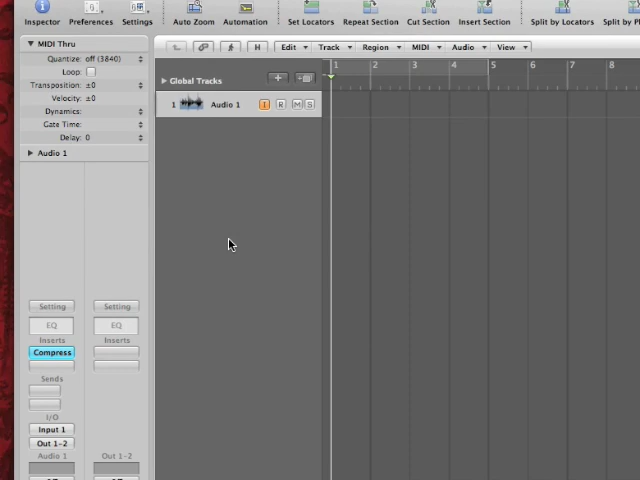 Inspector Preferences Settings Auto Zoom Automation Set Locators Repeat Section Cut Section Insert Section Split by Locators
MIDI Thru
Edit Track Region MIDI Audio View
H
Quantize: off (3840)
Loop:
Transposition: ±0
Velocity: ±0
Dynamics:
Gate Time:
Delay: 0
Audio 1
1 2 3 4 5 6 7 8
Global Tracks
1 Audio 1 I R M S
Setting Setting
EQ EQ
Inserts Inserts
Compress
Sends
I/O
Input 1
Out 1-2
Audio 1 Out 1-2